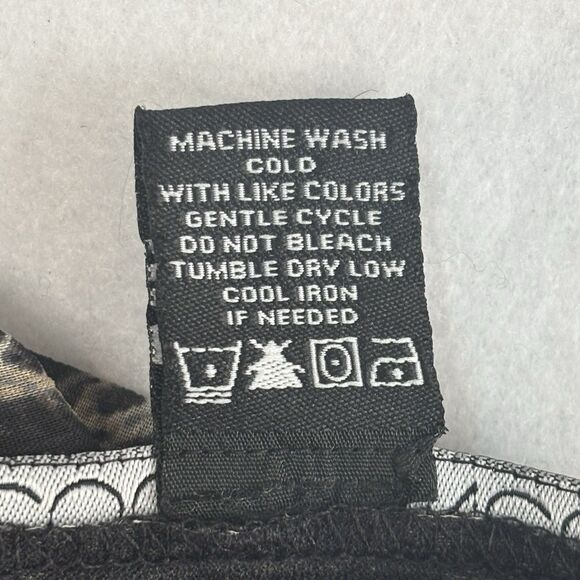 MACHINE WASH
COLD
WITH LIKE COLORS
GENTLE CYCLE
DO NOT BLEACH
TUMBLE DRY LOW
COOL IRON
IF NEEDED